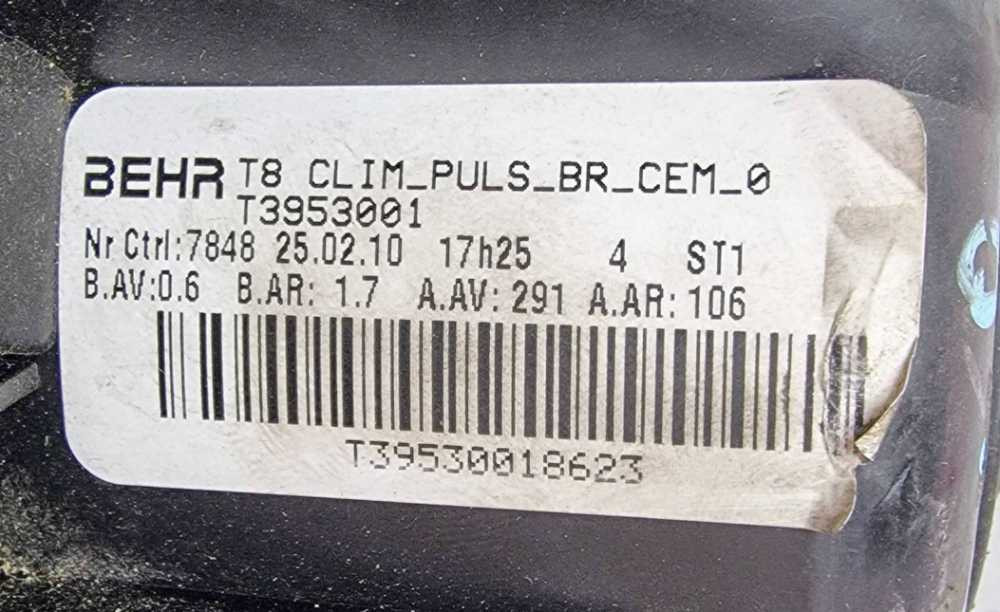 BEHR T8 CLIM_PULS_BR_CEM_0
T3953001
Nr Ctrl:7848 25.02.10 17h25 4 ST1
B.AV:0.6 B.AR: 1.7 A.AV: 291 A.AR: 106
T39530018623